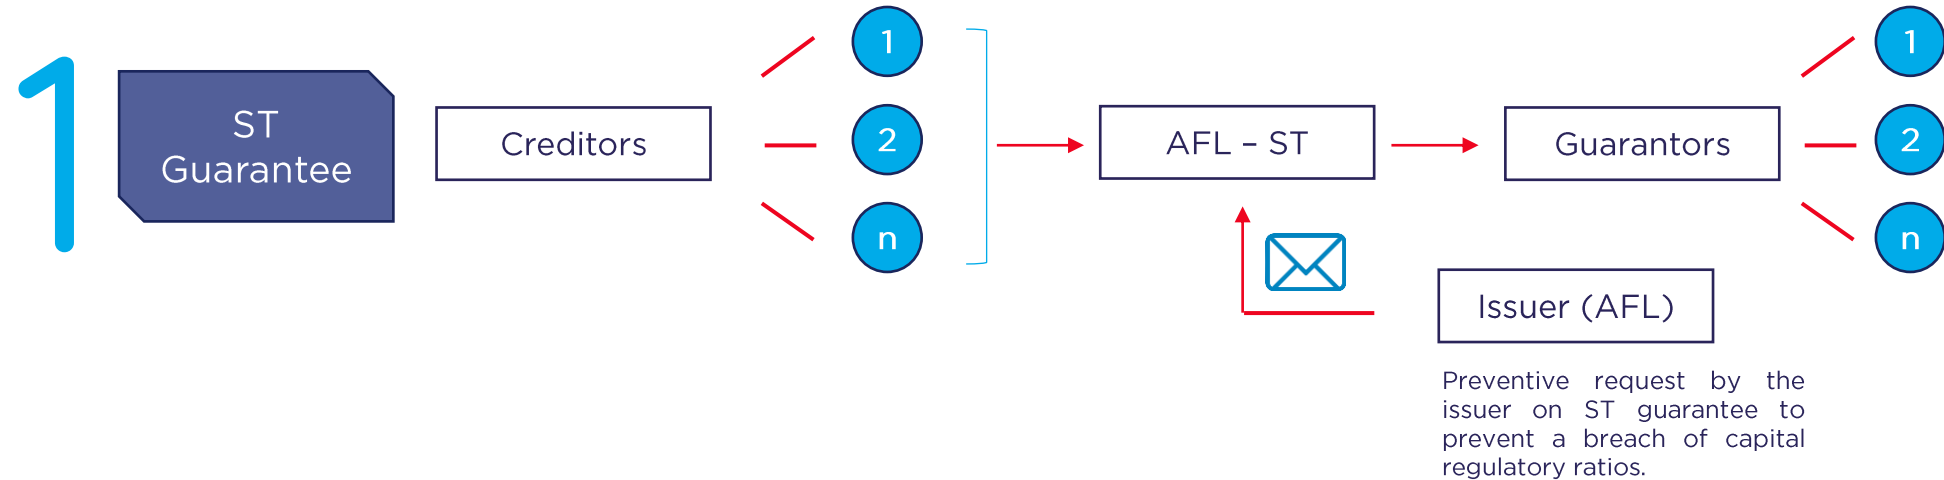 1
ST
Guarantee
Creditors
1
2
n
AFL – ST
Guarantors
1
2
n
Issuer (AFL)
Preventive request by the
issuer on ST guarantee to
prevent a breach of capital
regulatory ratios.